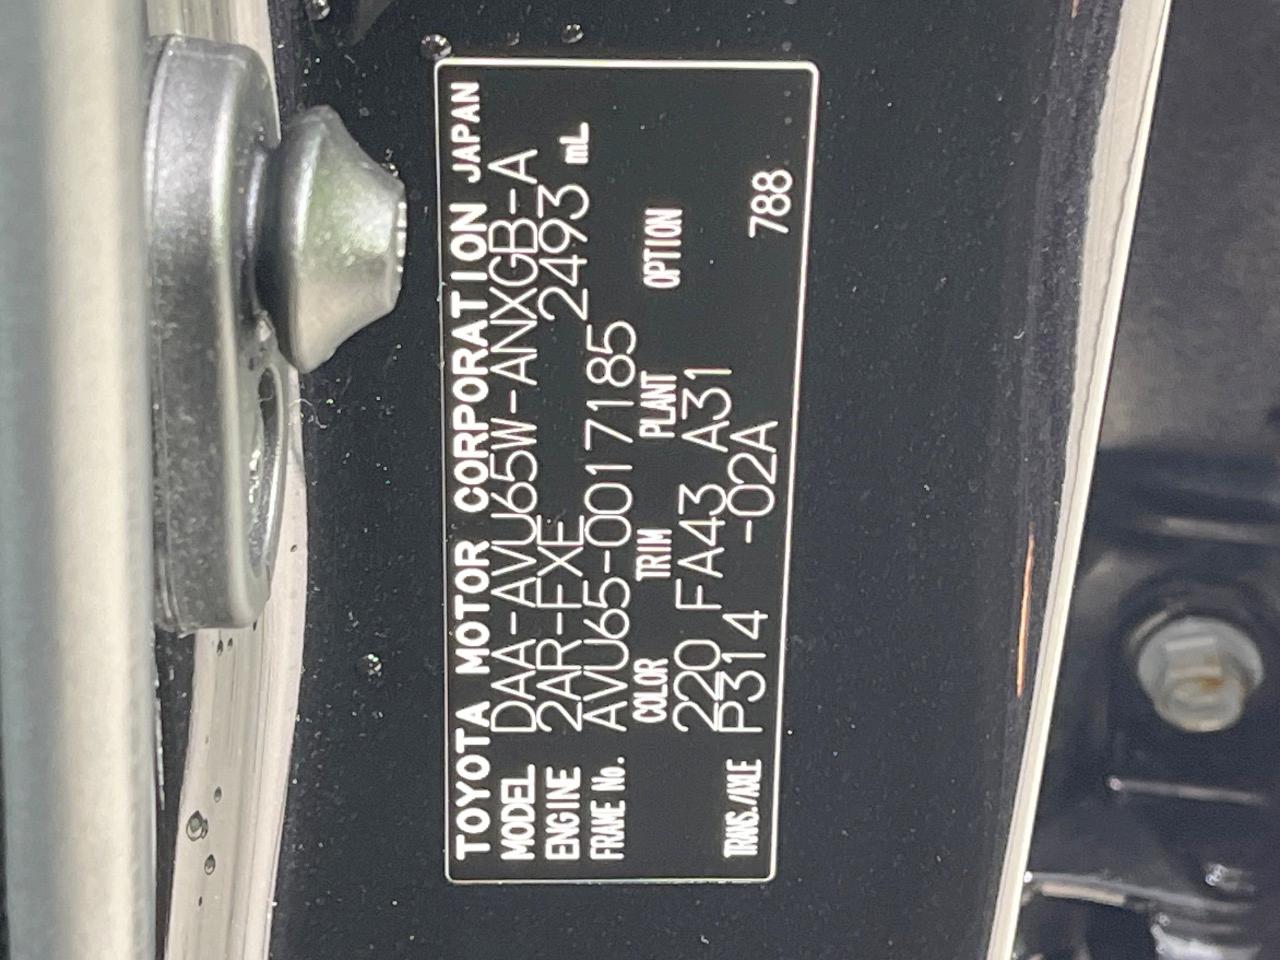 TOYOTA MOTOR CORPORATION JAPAN
MODEL DAA-AVU65W-ANXGB-A
ENGINE 2AR-FXE 2493 mL
FRAME No. AVU65-0017185
COLOR TRIM PLANT OPTION
220 FA43 A31
TRANS./AXLE P314 -02A 788